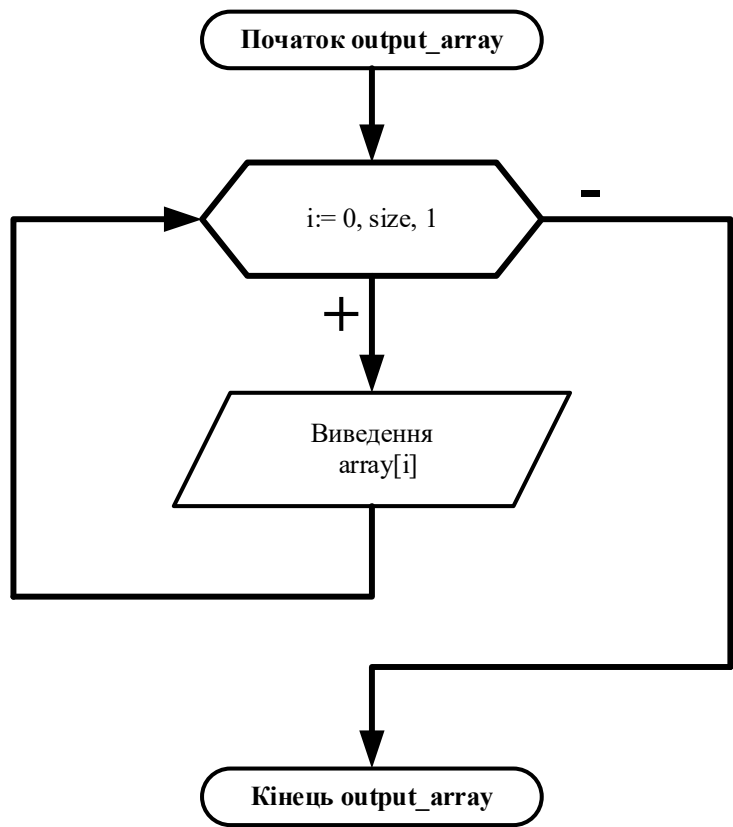 Початок output_array
-
i:= 0, size, 1
+
Виведення
array[i]
Кінець output_array